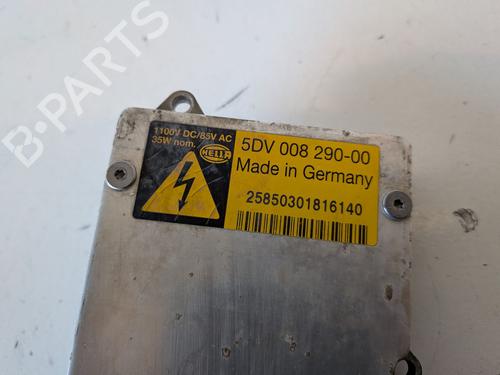 1100V DC/85V AC
35W nom.
HELLA
5DV 008 290-00
Made in Germany
25850301816140
B-PARTS